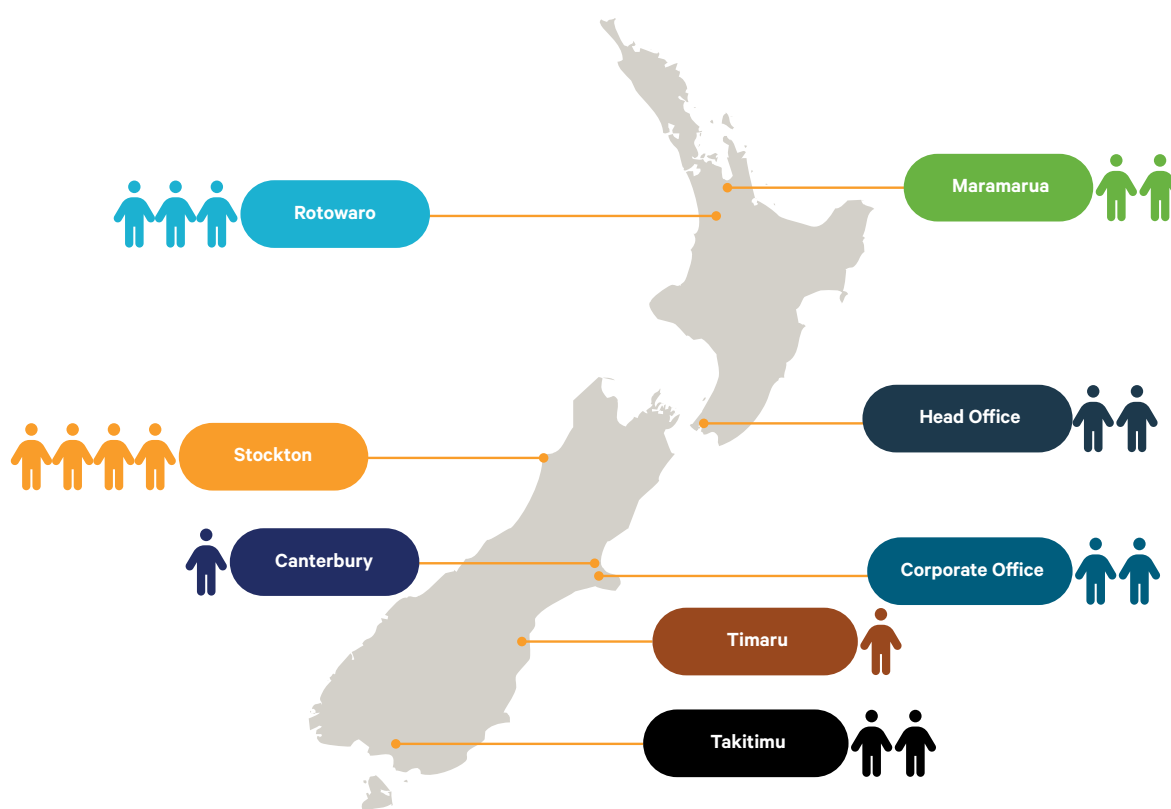 Maramarua
Rotowaro
Head Office
Stockton
Canterbury
Corporate Office
Timaru
Takitimu